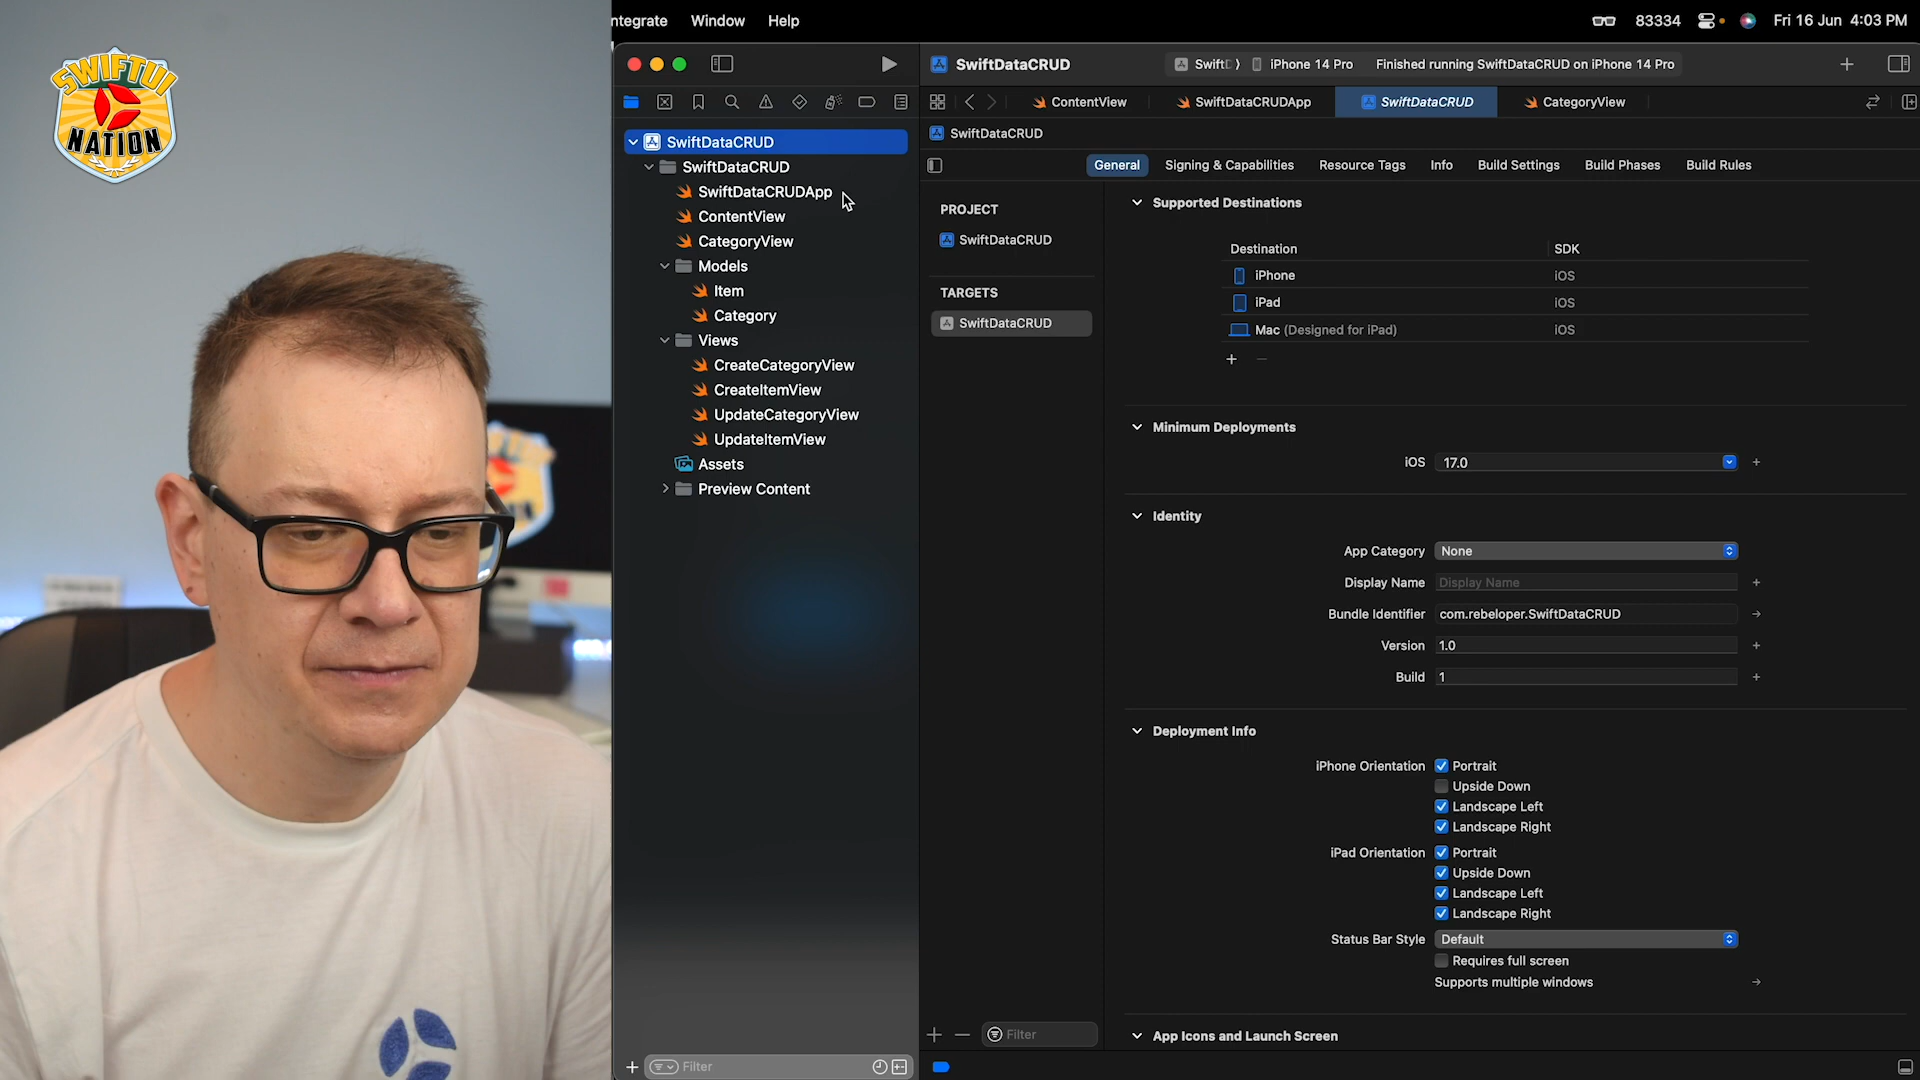 SWIFTUI
NATION
ntegrate Window Help
83334 Fri 16 Jun 4:03 PM
SwiftDataCRUD
SwiftD iPhone 14 Pro Finished running SwiftDataCRUD on iPhone 14 Pro
ContentView SwiftDataCRUDApp SwiftDataCRUD CategoryView
SwiftDataCRUD
SwiftDataCRUD
SwiftDataCRUD
SwiftDataCRUDApp
ContentView
CategoryView
Models
Item
Category
Views
CreateCategoryView
CreateItemView
UpdateCategoryView
UpdateItemView
Assets
Preview Content
Filter
General Signing & Capabilities Resource Tags Info Build Settings Build Phases Build Rules
PROJECT
SwiftDataCRUD
TARGETS
SwiftDataCRUD
Filter
Supported Destinations
Destination SDK
iPhone iOS
iPad iOS
Mac (Designed for iPad) iOS
Minimum Deployments
iOS 17.0
Identity
App Category None
Display Name Display Name
Bundle Identifier com.rebeloper.SwiftDataCRUD
Version 1.0
Build 1
Deployment Info
iPhone Orientation Portrait
Upside Down
Landscape Left
Landscape Right
iPad Orientation Portrait
Upside Down
Landscape Left
Landscape Right
Status Bar Style Default
Requires full screen
Supports multiple windows
App Icons and Launch Screen